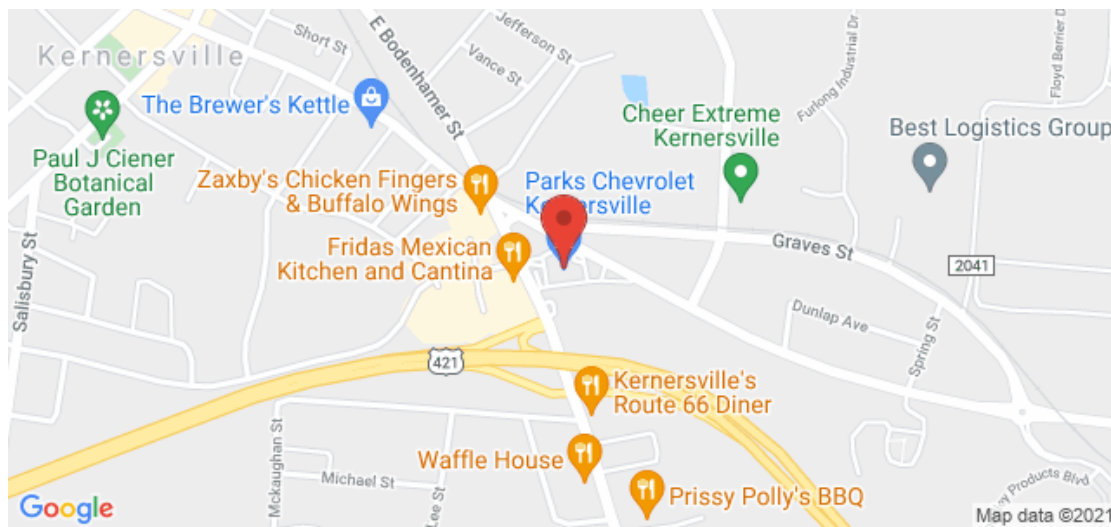 Kernersville
Short St
E Bodenhamer St
Jefferson St
Vance St
Furlong Industrial Dr
Floyd Berrier D
The Brewer's Kettle
Cheer Extreme
Kernersville
Best Logistics Group
Paul J Ciener
Botanical
Garden
Zaxby's Chicken Fingers
& Buffalo Wings
Parks Chevrolet
Kernersville
Salisbury St
Fridas Mexican
Kitchen and Cantina
Graves St
2041
Dunlap Ave
Spring St
421
Kernersville's
Route 66 Diner
Mckaughan St
Waffle House
Michael St
Lee St
Prissy Polly's BBQ
y Products Blvd
Google
Map data ©2021